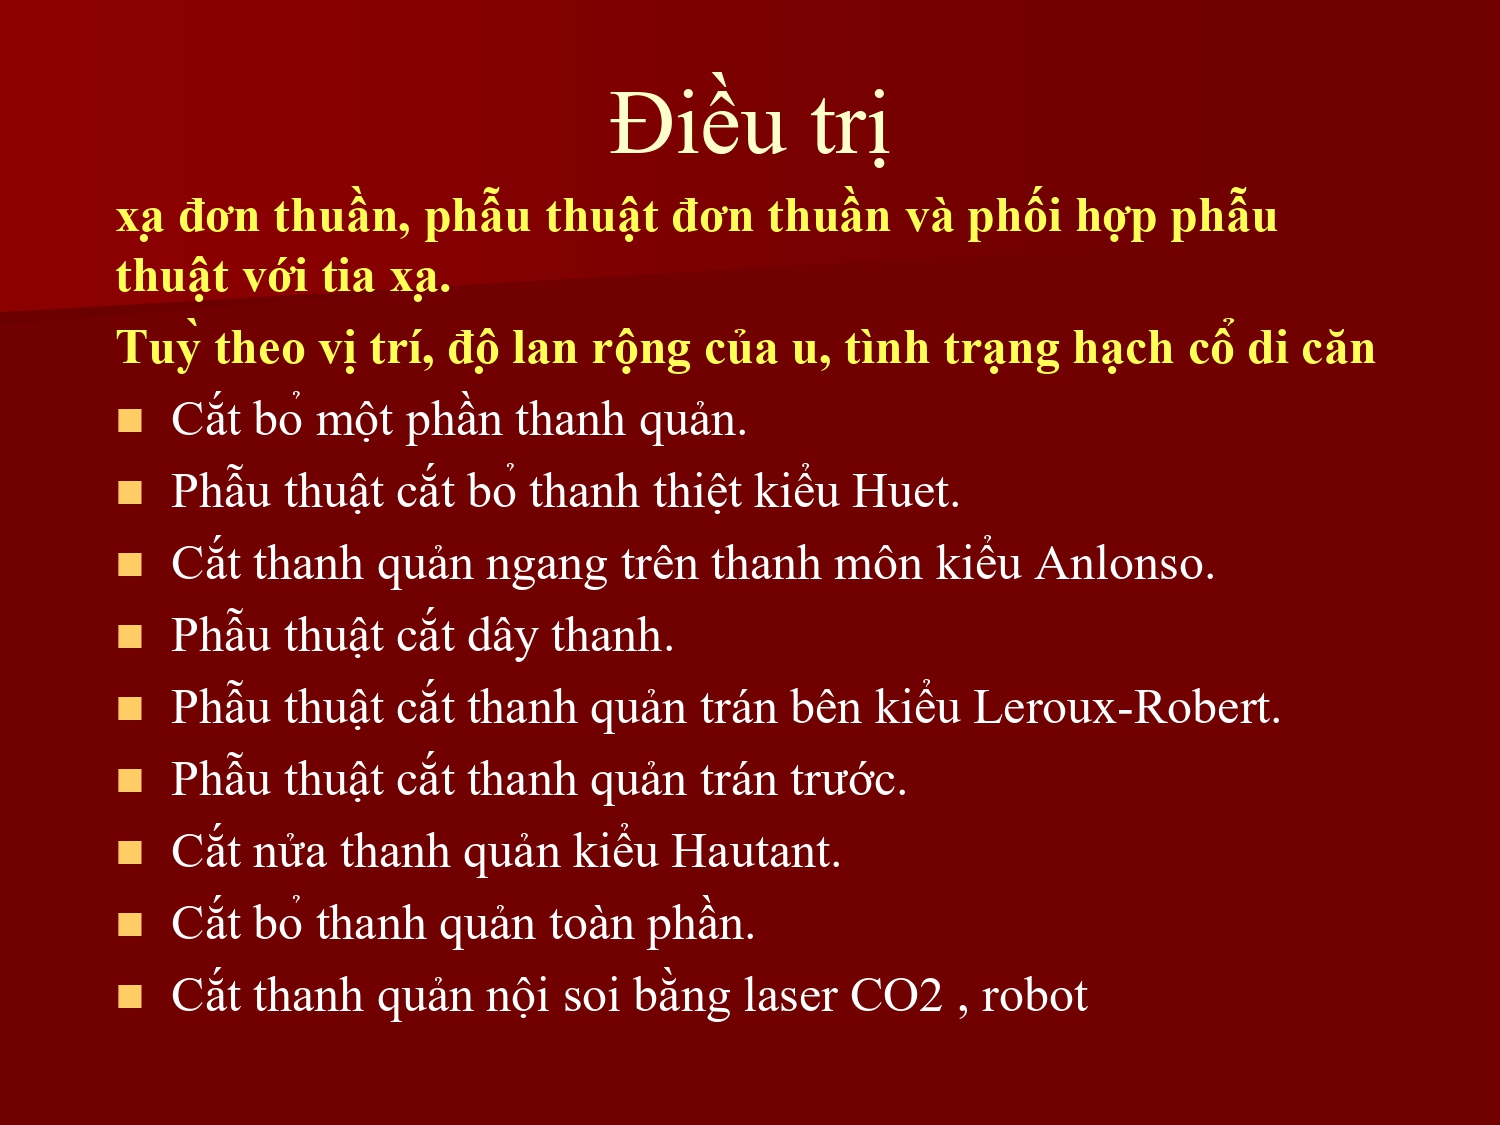 Điều trị
xạ đơn thuần, phẫu thuật đơn thuần và phối hợp phẫu
thuật với tia xạ.
Tuỳ theo vị trí, độ lan rộng của u, tình trạng hạch cổ di căn
■ Cắt bỏ một phần thanh quản.
■ Phẫu thuật cắt bỏ thanh thiệt kiểu Huet.
■ Cắt thanh quản ngang trên thanh môn kiểu Anlonso.
■ Phẫu thuật cắt dây thanh.
■ Phẫu thuật cắt thanh quản trán bên kiểu Leroux-Robert.
■ Phẫu thuật cắt thanh quản trán trước.
■ Cắt nửa thanh quản kiểu Hautant.
■ Cắt bỏ thanh quản toàn phần.
■ Cắt thanh quản nội soi bằng laser CO2 , robot